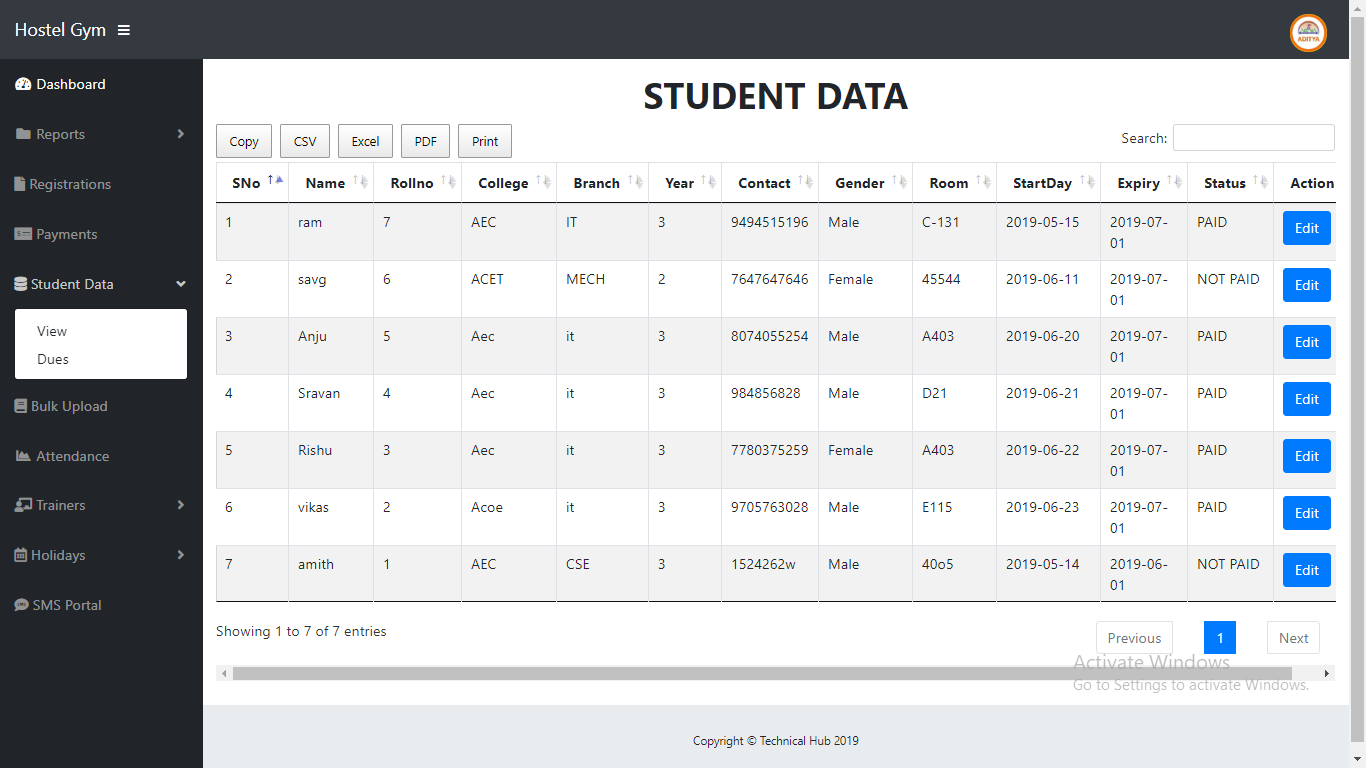 Hostel Gym
ADITYA
Dashboard
Reports
Registrations
Payments
Student Data
View
Dues
Bulk Upload
Attendance
Trainers
Holidays
SMS Portal
STUDENT DATA
Copy CSV Excel PDF Print Search:
SNo Name Rollno College Branch Year Contact Gender Room StartDay Expiry Status Action
1 ram 7 AEC IT 3 9494515196 Male C-131 2019-05-15 2019-07-01 PAID Edit
2 savg 6 ACET MECH 2 7647647646 Female 45544 2019-06-11 2019-07-01 NOT PAID Edit
3 Anju 5 Aec it 3 8074055254 Male A403 2019-06-20 2019-07-01 PAID Edit
4 Sravan 4 Aec it 3 984856828 Male D21 2019-06-21 2019-07-01 PAID Edit
5 Rishu 3 Aec it 3 7780375259 Female A403 2019-06-22 2019-07-01 PAID Edit
6 vikas 2 Acoe it 3 9705763028 Male E115 2019-06-23 2019-07-01 PAID Edit
7 amith 1 AEC CSE 3 1524262w Male 40o5 2019-05-14 2019-06-01 NOT PAID Edit
Showing 1 to 7 of 7 entries
Previous 1 Next
Activate Windows
Go to Settings to activate Windows.
Copyright © Technical Hub 2019